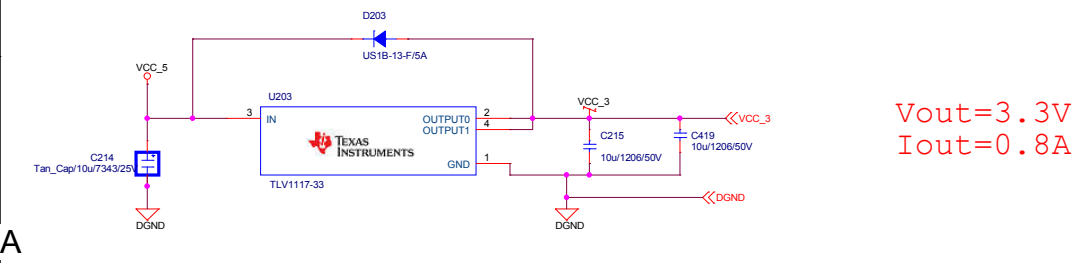 D203
US1B-13-F/5A
VCC_5
U203
3
IN
OUTPUT0
2
OUTPUT1
4
VCC_3
VCC_3
Vout=3.3V
Iout=0.8A
TEXAS
INSTRUMENTS
C215
10u/1206/50V
C419
10u/1206/50V
C214
Tan_Cap/10u/7343/25V
GND
1
TLV1117-33
DGND
DGND
DGND
A